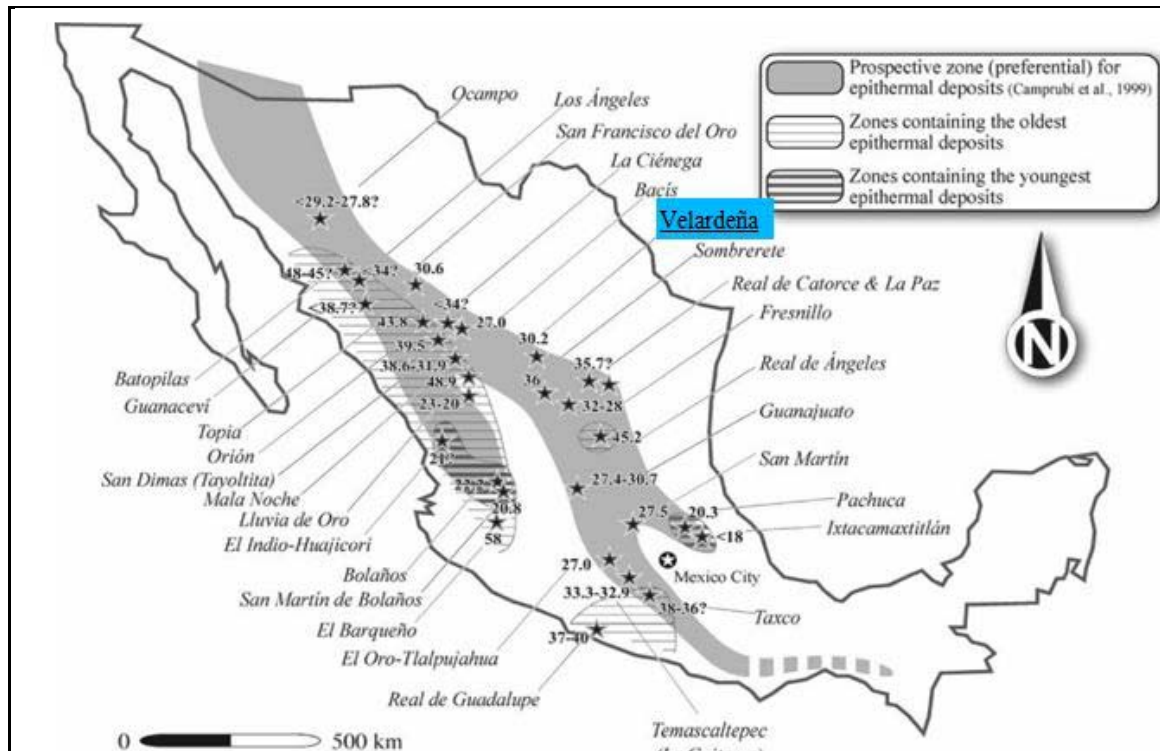 Prospective zone (preferential) for
epithermal deposits (Camprubí et al., 1999)
Zones containing the oldest
epithermal deposits
Zones containing the youngest
epithermal deposits
Ocampo
Los Ángeles
San Francisco del Oro
La Ciénega
Bacís
Velardeña
Sombrerete
Real de Catorce & La Paz
Fresnillo
Real de Ángeles
Guanajuato
San Martín
Pachuca
Ixtacamaxtitlán
<29.2-27.8?
48-45?
<34?
30.6
<38.7?
<34?
43.8
27.0
39.5
30.2
38.6-31.9
35.7?
48.9
36
23-20
32-28
45.2
21?
27.4-30.7
20.8
27.5
20.3
<18
58
27.0
Mexico City
33.3-32.9
38-36?
37-40
N
Batopilas
Guanaceví
Topia
Orión
San Dimas (Tayoltita)
Mala Noche
Lluvia de Oro
El Indio-Huajicori
Bolaños
San Martín de Bolaños
El Barqueño
El Oro-Tlalpujahua
Real de Guadalupe
Taxco
Temascaltepec
0 500 km